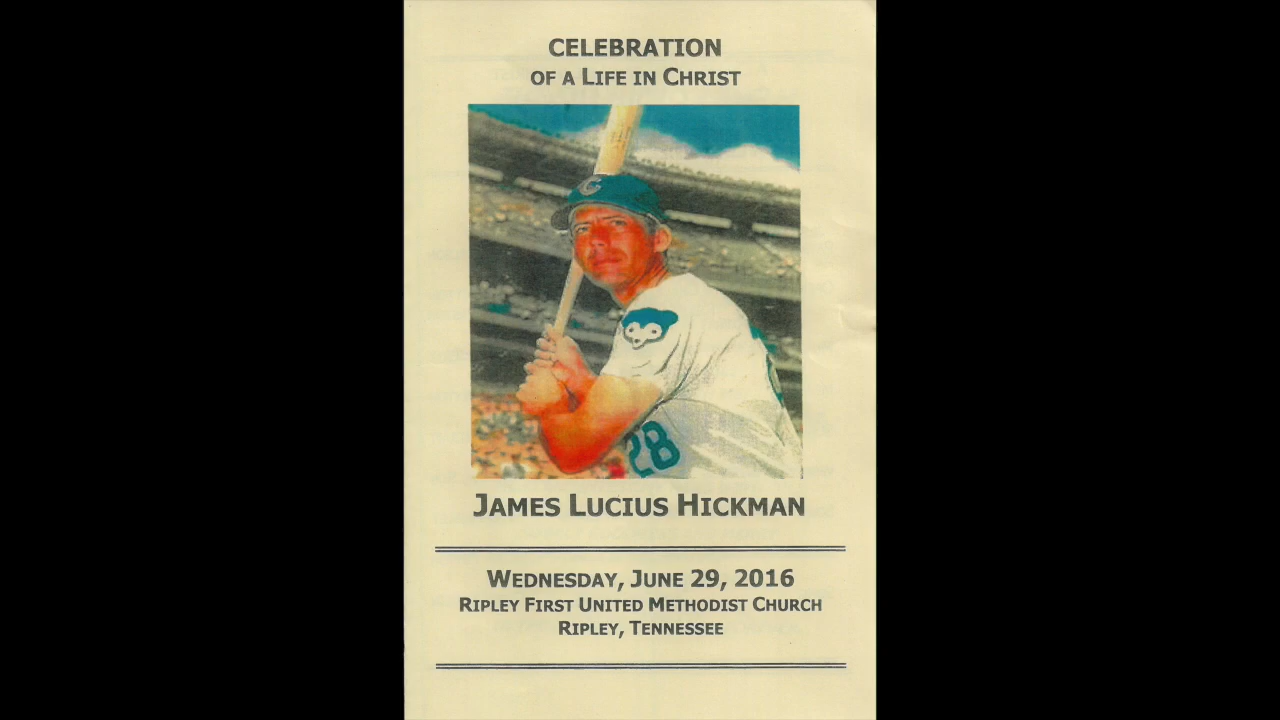 CELEBRATION
OF A LIFE IN CHRIST
C
28
JAMES LUCIUS HICKMAN
WEDNESDAY, JUNE 29, 2016
RIPLEY FIRST UNITED METHODIST CHURCH
RIPLEY, TENNESSEE